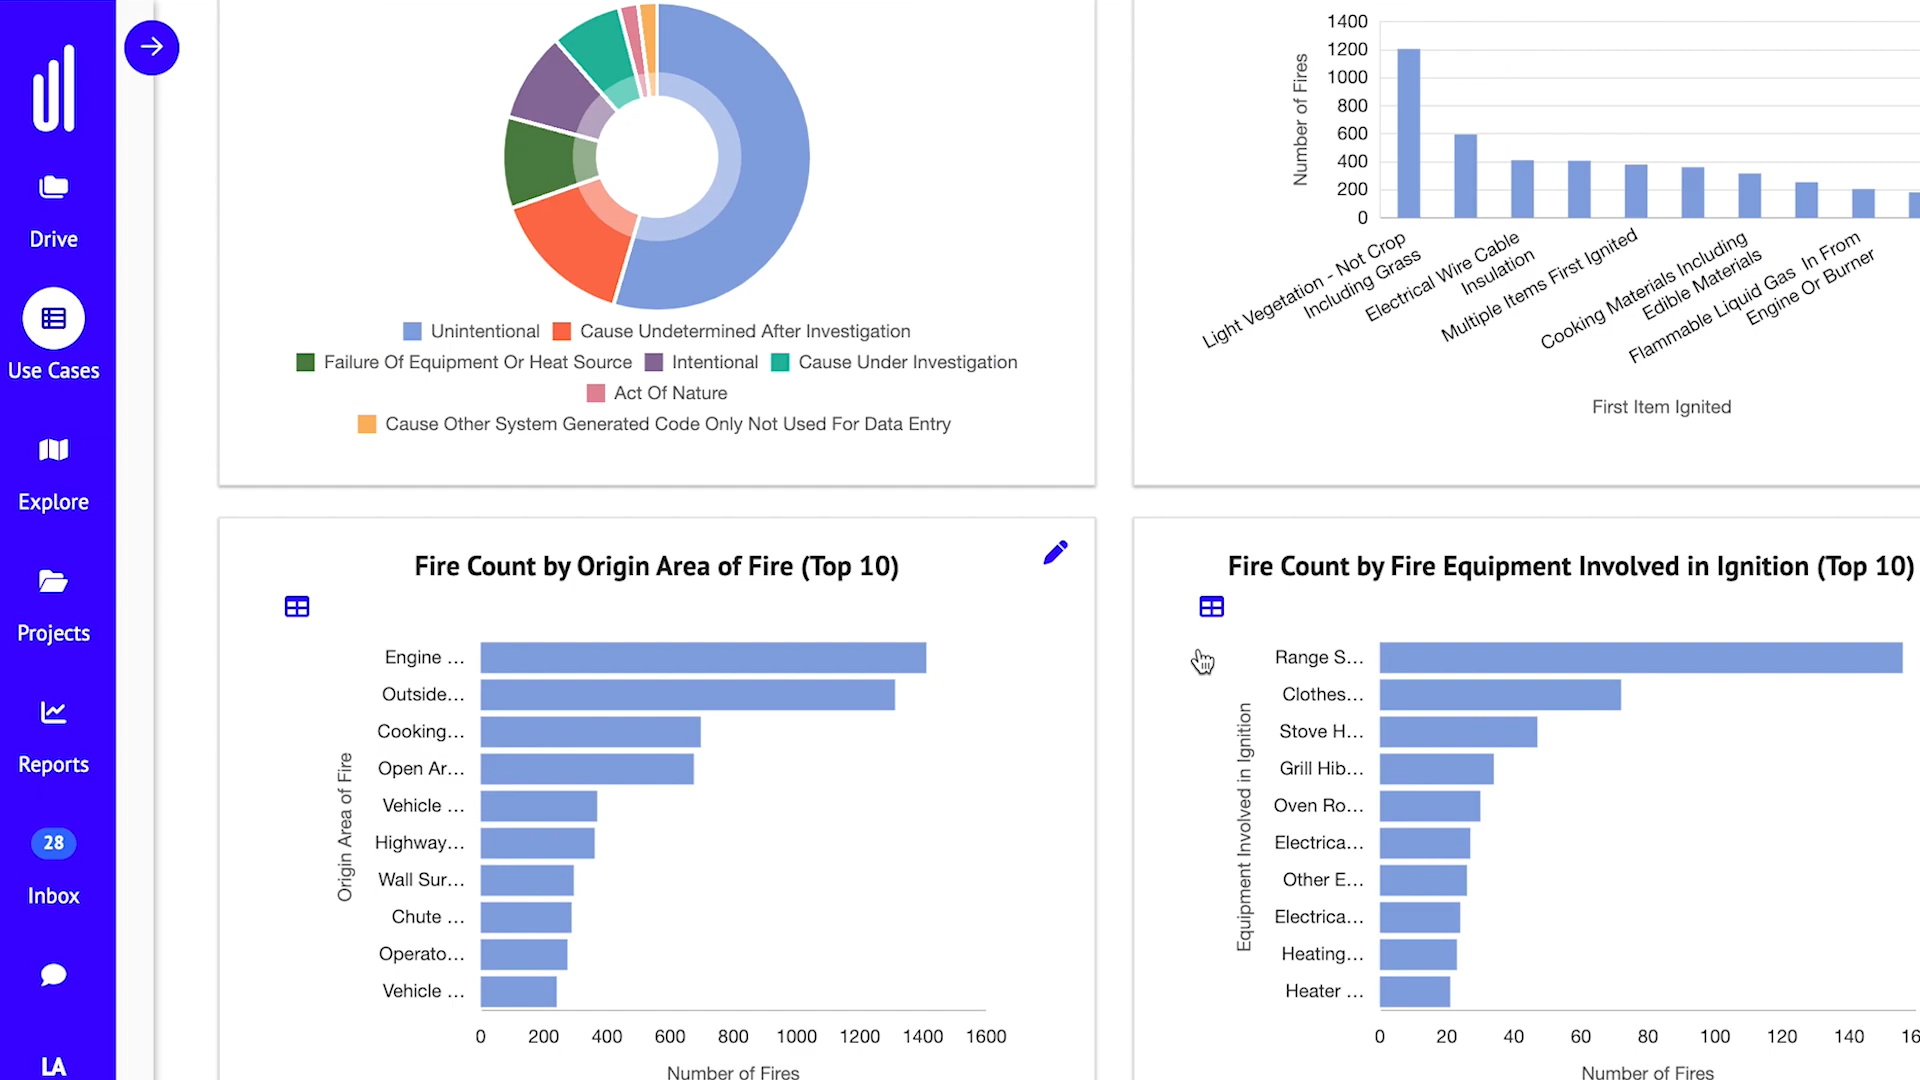 Drive
Use Cases
Explore
Projects
Reports
28
Inbox
LA
Unintentional
Cause Undetermined After Investigation
Failure Of Equipment Or Heat Source
Intentional
Cause Under Investigation
Act Of Nature
Cause Other System Generated Code Only Not Used For Data Entry
Number of Fires
1400
1200
1000
800
600
400
200
0
Light Vegetation - Not Crop
Including Grass
Electrical Wire Cable
Insulation
Multiple Items First Ignited
Cooking Materials Including
Edible Materials
Flammable Liquid Gas  In From
Engine Or Burner
First Item Ignited
Fire Count by Origin Area of Fire (Top 10)
Origin Area of Fire
Engine ...
Outside...
Cooking...
Open Ar...
Vehicle ...
Highway...
Wall Sur...
Chute ...
Operato...
Vehicle ...
0 200 400 600 800 1000 1200 1400 1600
Number of Fires
Fire Count by Fire Equipment Involved in Ignition (Top 10)
Equipment Involved in Ignition
Range S...
Clothes...
Stove H...
Grill Hib...
Oven Ro...
Electrica...
Other E...
Electrica...
Heating...
Heater ...
0 20 40 60 80 100 120 140 16
Number of Fires